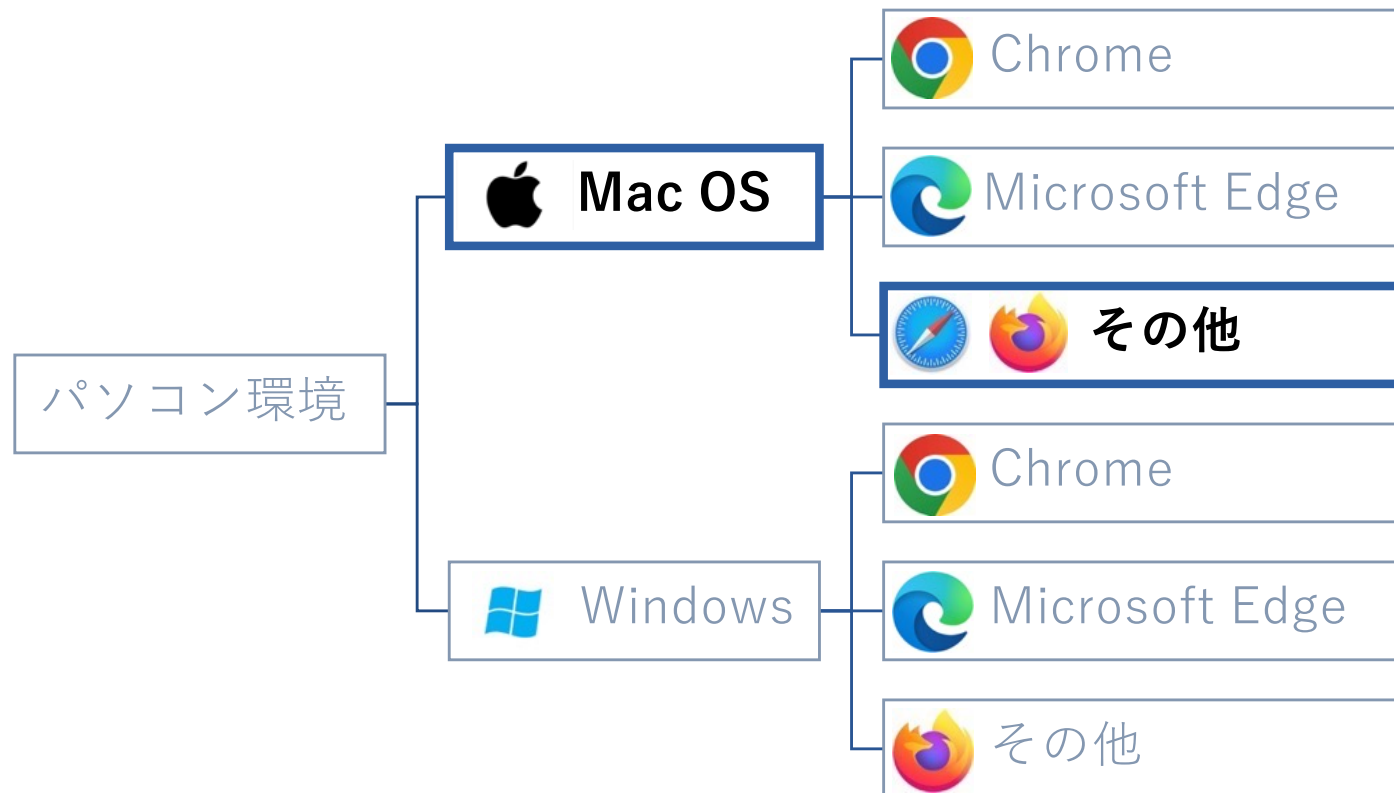 パソコン環境
Mac OS
Chrome
Microsoft Edge
その他
Windows
Chrome
Microsoft Edge
その他